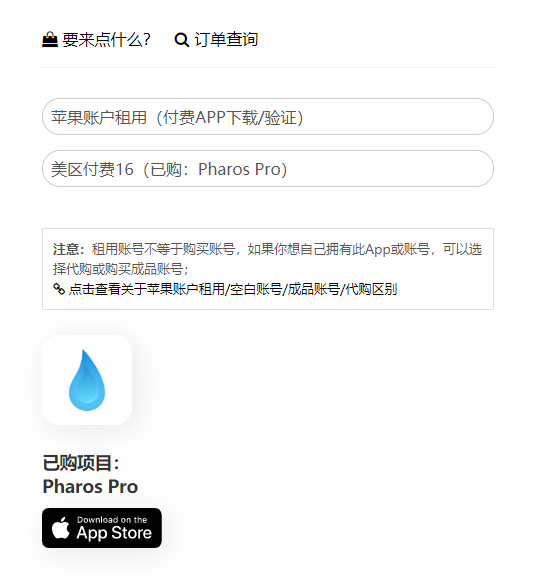 要来点什么? 订单查询
苹果账户租用（付费APP下载/验证）
美区付费16（已购：Pharos Pro）
注意：租用账号不等于购买账号，如果你想自己拥有此App或账号，可以选
择代购或购买成品账号；
点击查看关于苹果账户租用/空白账号/成品账号/代购区别
已购项目：
Pharos Pro
Download on the
App Store